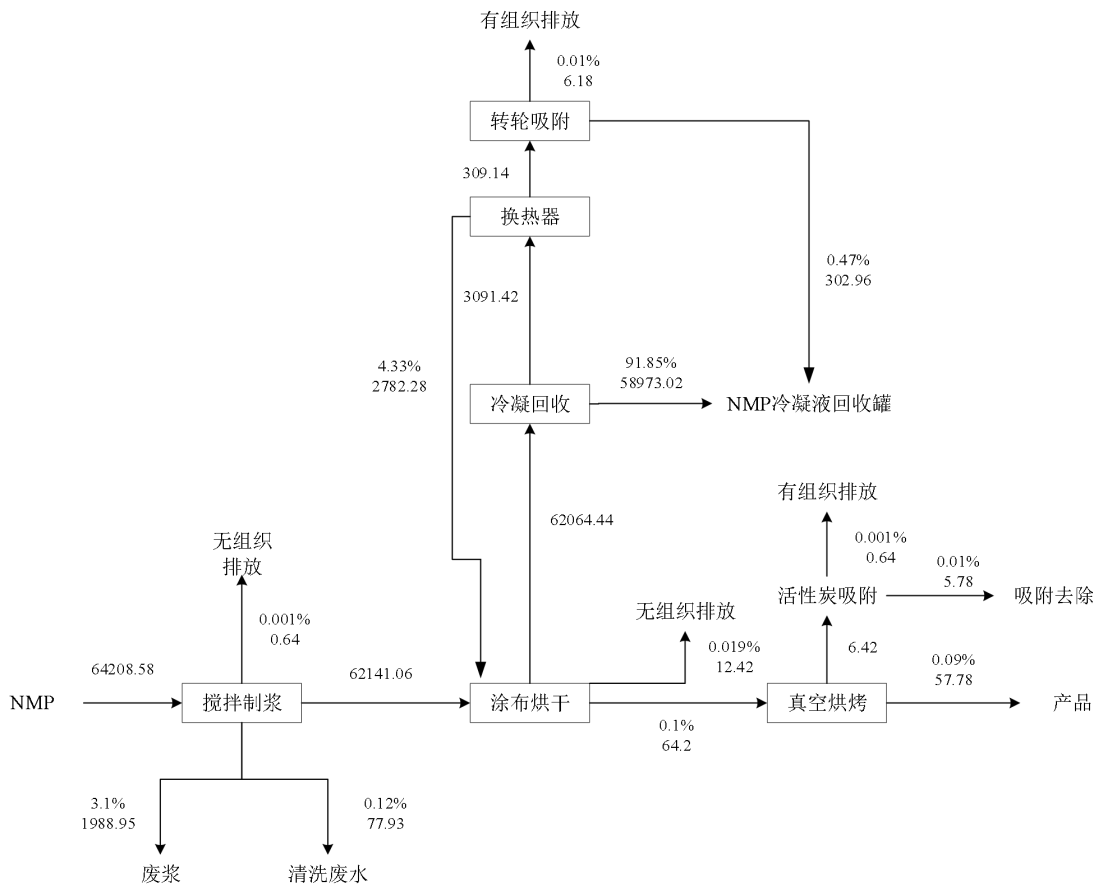 有组织排放
0.01%
6.18
转轮吸附
309.14
换热器
0.47%
302.96
3091.42
4.33%
2782.28
91.85%
58973.02
冷凝回收
NMP冷凝液回收罐
62064.44
有组织排放
0.001%
0.64
0.01%
5.78
活性炭吸附
吸附去除
无组织
排放
0.001%
0.64
无组织排放
0.019%
12.42
6.42
0.09%
57.78
64208.58
62141.06
NMP
搅拌制浆
涂布烘干
真空烘烤
产品
0.1%
64.2
3.1%
1988.95
0.12%
77.93
废浆
清洗废水